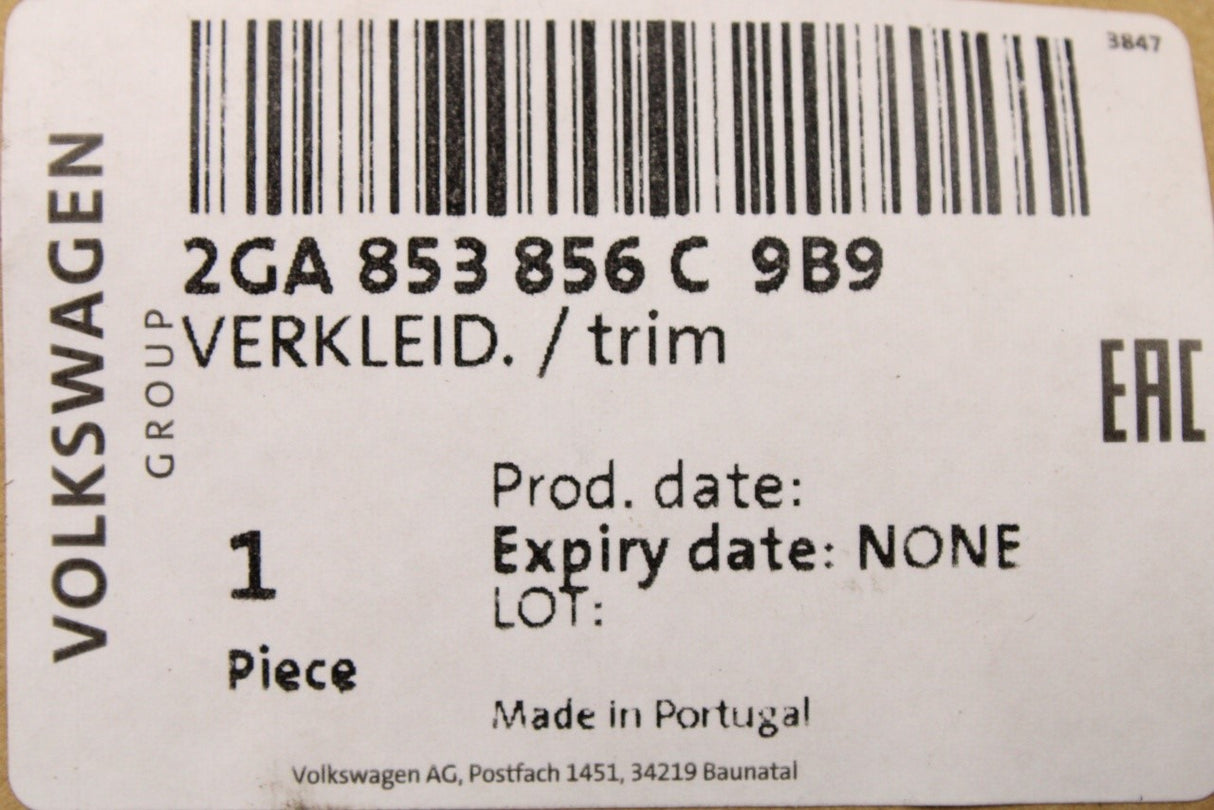 3847
VOLKSWAGEN
GROUP
2GA 853 856 C 9B9
VERKLEID. / trim
EAC
Prod. date:
Expiry date: NONE
LOT:
1
Piece
Made in Portugal
Volkswagen AG, Postfach 1451, 34219 Baunatal